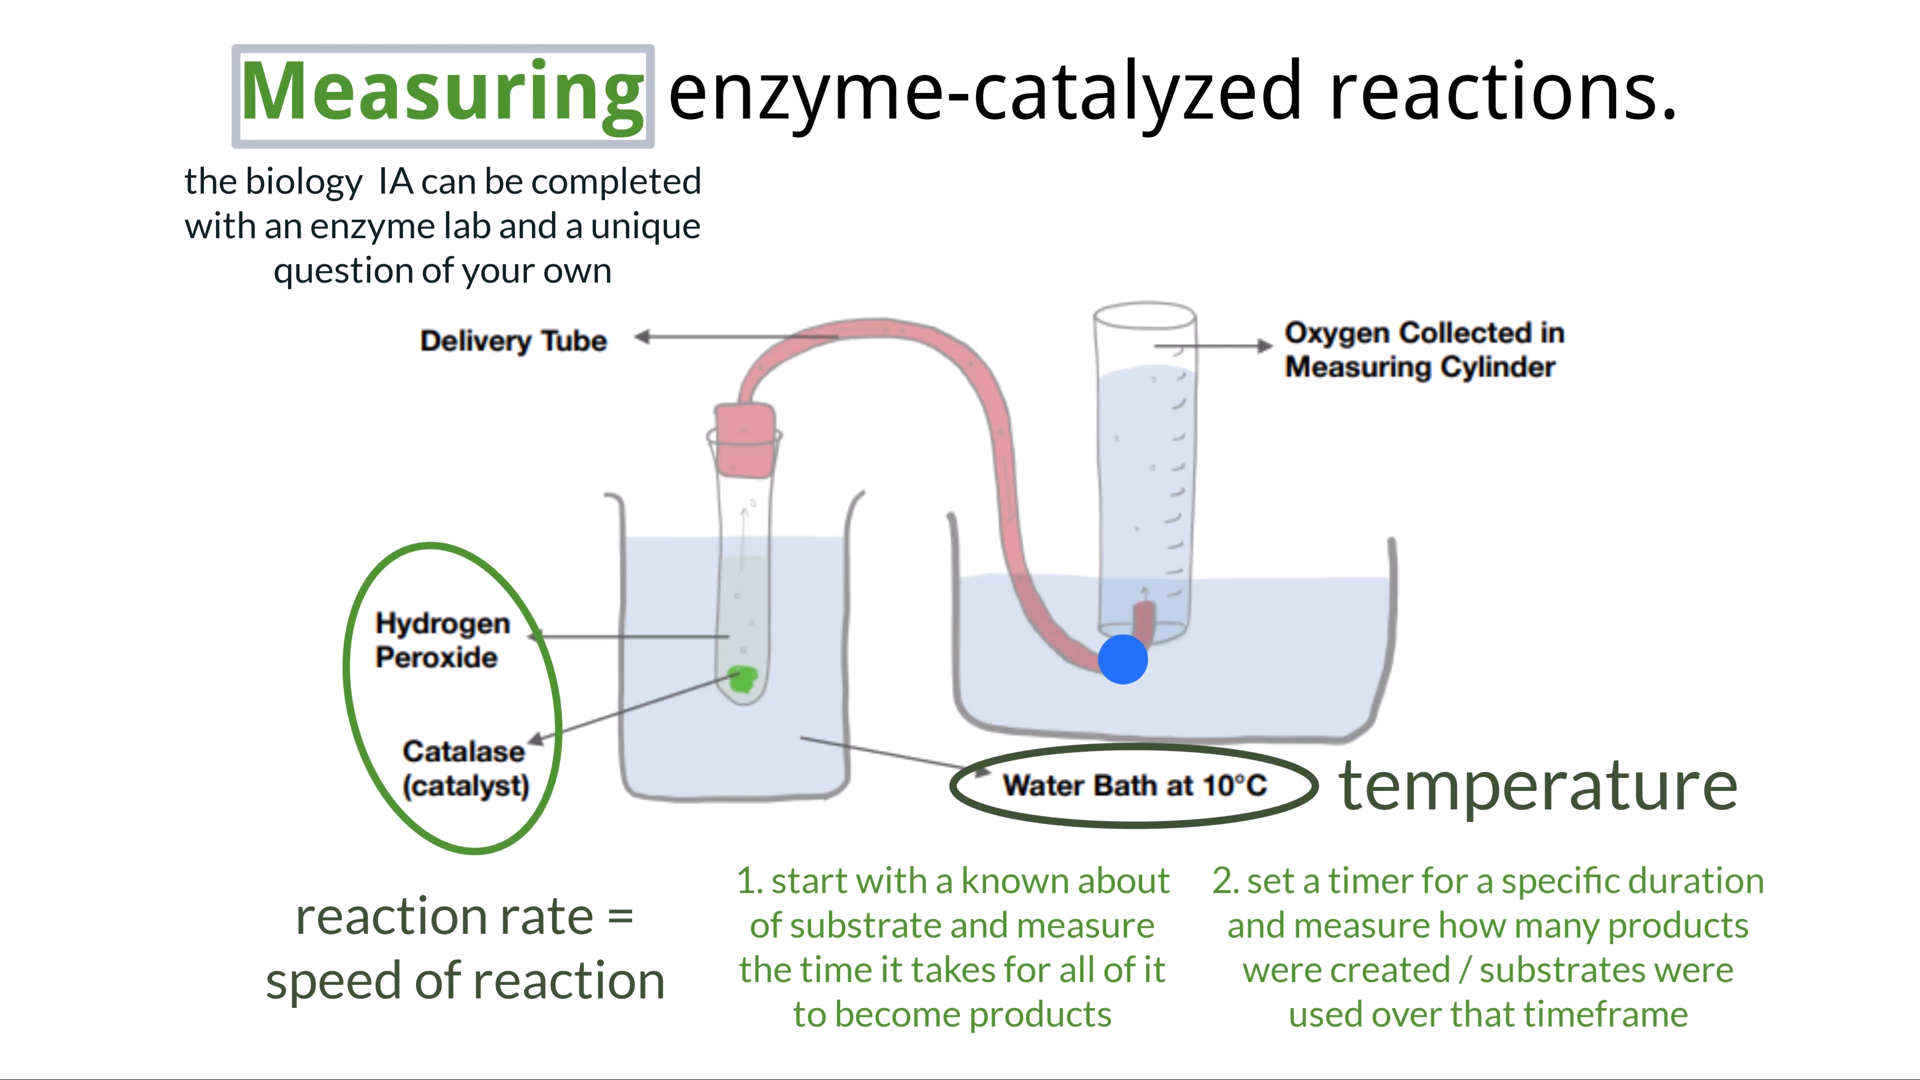 Measuring enzyme-catalyzed reactions.
the biology IA can be completed
with an enzyme lab and a unique
question of your own
Delivery Tube
Oxygen Collected in
Measuring Cylinder
Hydrogen
Peroxide
Catalase
(catalyst)
Water Bath at 10°C
temperature
reaction rate =
speed of reaction
1. start with a known about
of substrate and measure
the time it takes for all of it
to become products
2. set a timer for a specific duration
and measure how many products
were created / substrates were
used over that timeframe